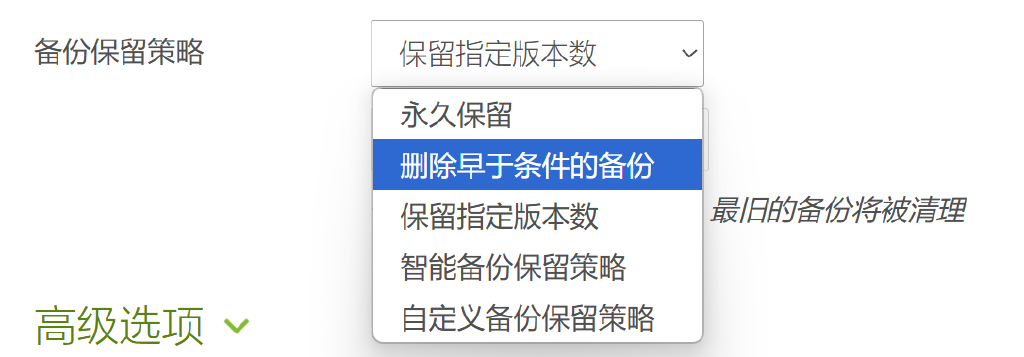 备份保留策略
保留指定版本数
永久保留
删除早于条件的备份
保留指定版本数
最旧的备份将被清理
智能备份保留策略
自定义备份保留策略
高级选项